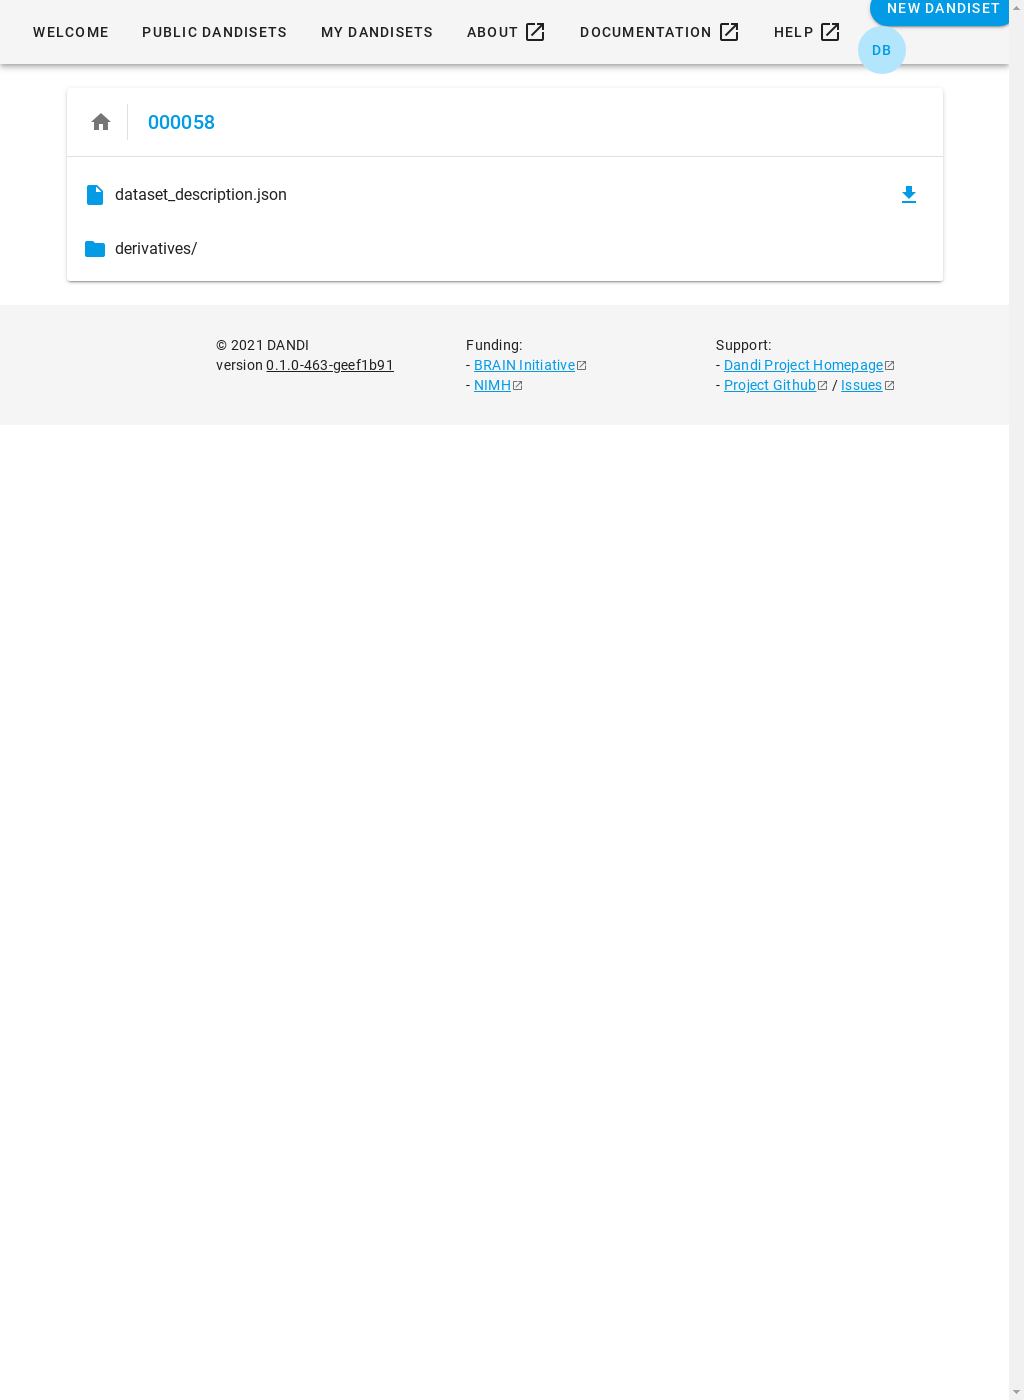 WELCOME PUBLIC DANDISETS MY DANDISETS ABOUT DOCUMENTATION HELP NEW DANDISET
DB
000058
dataset_description.json
derivatives/
© 2021 DANDI
version 0.1.0-463-geef1b91
Funding:
- BRAIN Initiative
- NIMH
Support:
- Dandi Project Homepage
- Project Github / Issues